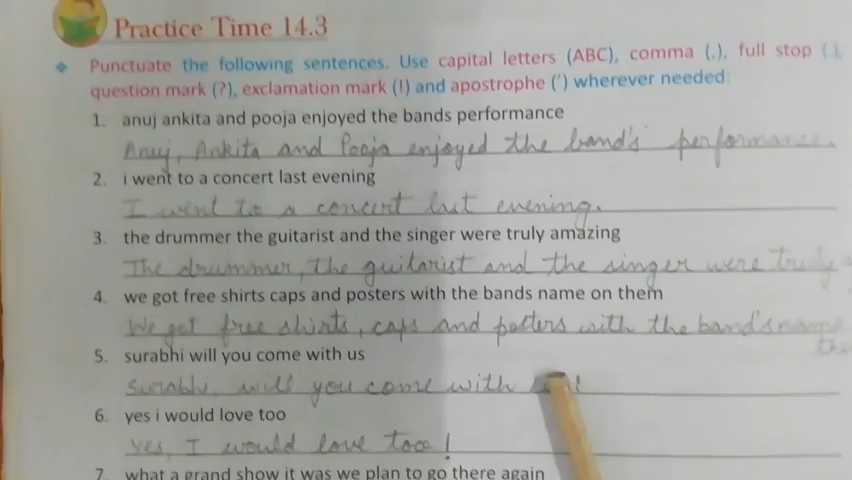 Practice Time 14.3
Punctuate the following sentences. Use capital letters (ABC), comma (,), full stop (.),
question mark (?), exclamation mark (!) and apostrophe (') wherever needed:
1. anuj ankita and pooja enjoyed the bands performance
Anuj, Ankita and Pooja enjoyed the band's performance.
2. i went to a concert last evening
I went to a concert last evening.
3. the drummer the guitarist and the singer were truly amazing
The drummer, the guitarist and the singer were truly
4. we got free shirts caps and posters with the bands name on them
We got free shirts, caps and posters with the band's name
5. surabhi will you come with us
Surabhi, will you come with
6. yes i would love too
Yes, I would love too!
7. what a grand show it was we plan to go there again